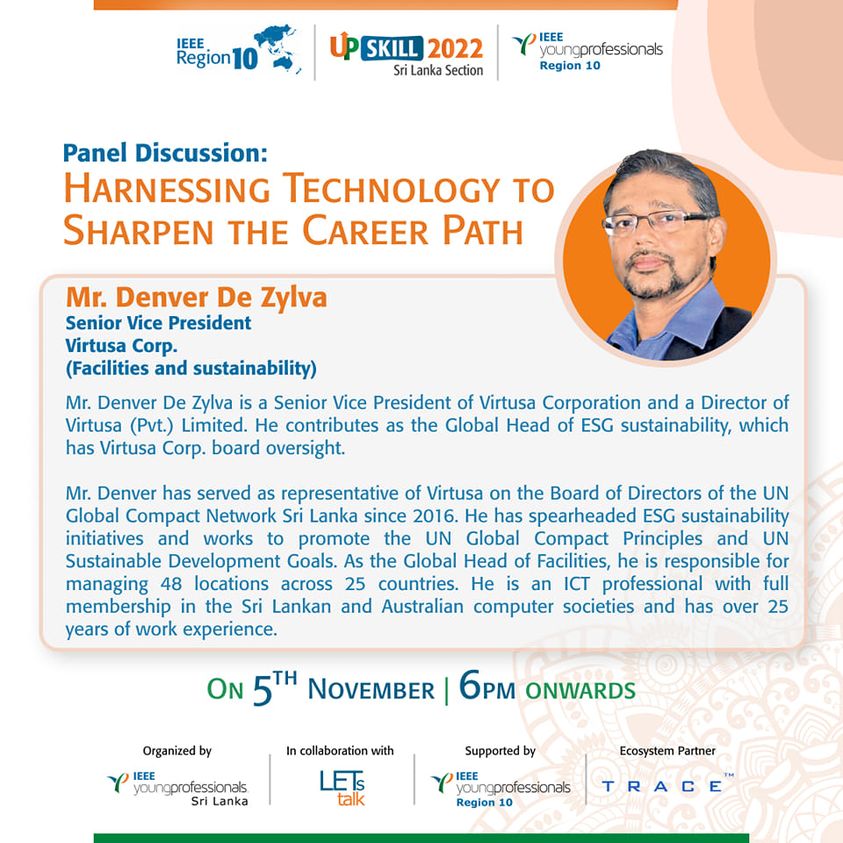 IEEE
Region 10
UPSKILL 2022
Sri Lanka Section
IEEE
youngprofessionals
Region 10
Panel Discussion:
HARNESSING TECHNOLOGY TO
SHARPEN THE CAREER PATH
Mr. Denver De Zylva
Senior Vice President
Virtusa Corp.
(Facilities and sustainability)
Mr. Denver De Zylva is a Senior Vice President of Virtusa Corporation and a Director of
Virtusa (Pvt.) Limited. He contributes as the Global Head of ESG sustainability, which
has Virtusa Corp. board oversight.
Mr. Denver has served as representative of Virtusa on the Board of Directors of the UN
Global Compact Network Sri Lanka since 2016. He has spearheaded ESG sustainability
initiatives and works to promote the UN Global Compact Principles and UN
Sustainable Development Goals. As the Global Head of Facilities, he is responsible for
managing 48 locations across 25 countries. He is an ICT professional with full
membership in the Sri Lankan and Australian computer societies and has over 25
years of work experience.
ON 5TH NOVEMBER | 6PM ONWARDS
Organized by
IEEE
youngprofessionals
Sri Lanka
In collaboration with
LETs
talk
Supported by
IEEE
youngprofessionals
Region 10
Ecosystem Partner
TRACE™